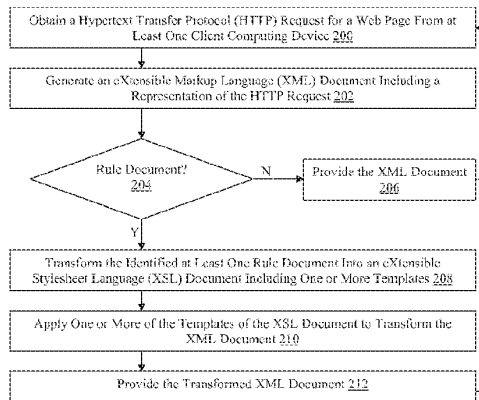 Obtain a Hypertext Transfer Protocol (HTTP) Request for a Web Page From at
Least One Client Computing Device 200
Generate an eXtensible Markup Language (XML) Document Including a
Representation of the HTTP Request 202
Rule Document?
204
N
Provide the XML Document
206
Y
Transform the Identified at Least One Rule Document Into an eXtensible
Stylesheet Language (XSL) Document Including One or More Templates 208
Apply One or More of the Templates of the XSL Document to Transform the
XML Document 210
Provide the Transformed XML Document 212